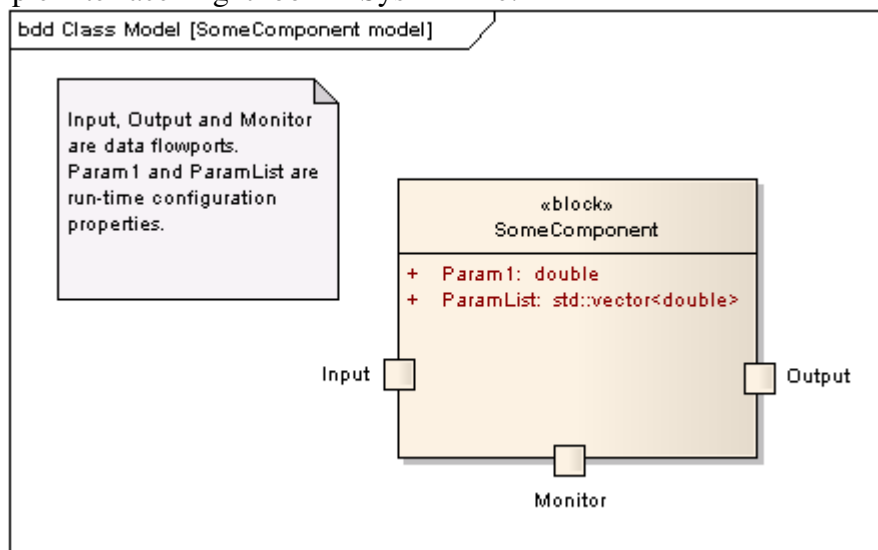 bdd Class Model [SomeComponent model]
Input, Output and Monitor
are data flowports.
Param1 and ParamList are
run-time configuration
properties.
«block»
SomeComponent
+ Param1: double
+ ParamList: std::vector<double>
Input
Output
Monitor